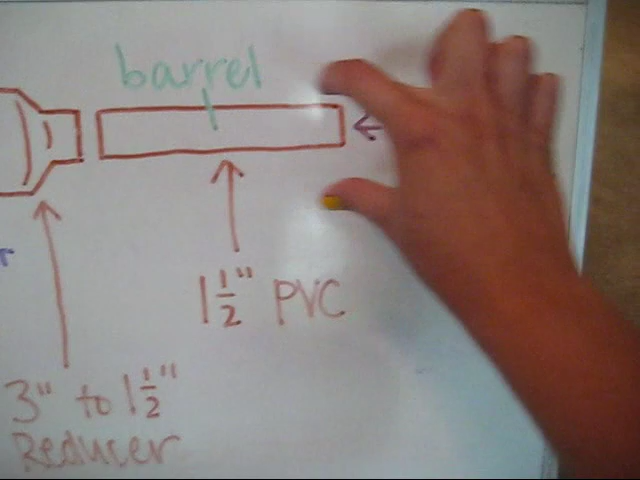 barrel
1 1/2" PVC
3" to 1 1/2"
Reducer